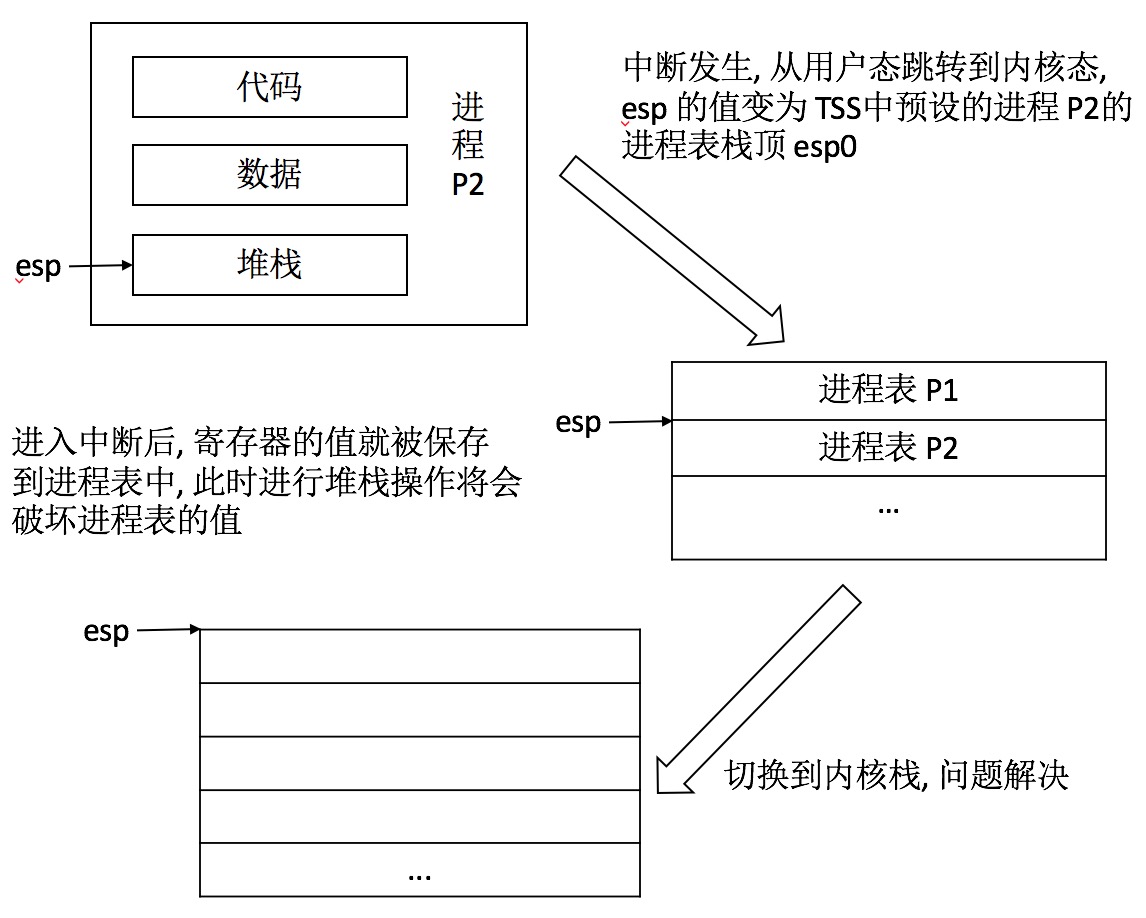 代码
数据
堆栈
进
程
P2
esp
中断发生, 从用户态跳转到内核态,
esp 的值变为 TSS中预设的进程 P2的
进程表栈顶 esp0
进程表 P1
esp
进程表 P2
...
进入中断后, 寄存器的值就被保存
到进程表中, 此时进行堆栈操作将会
破坏进程表的值
esp
...
切换到内核栈, 问题解决